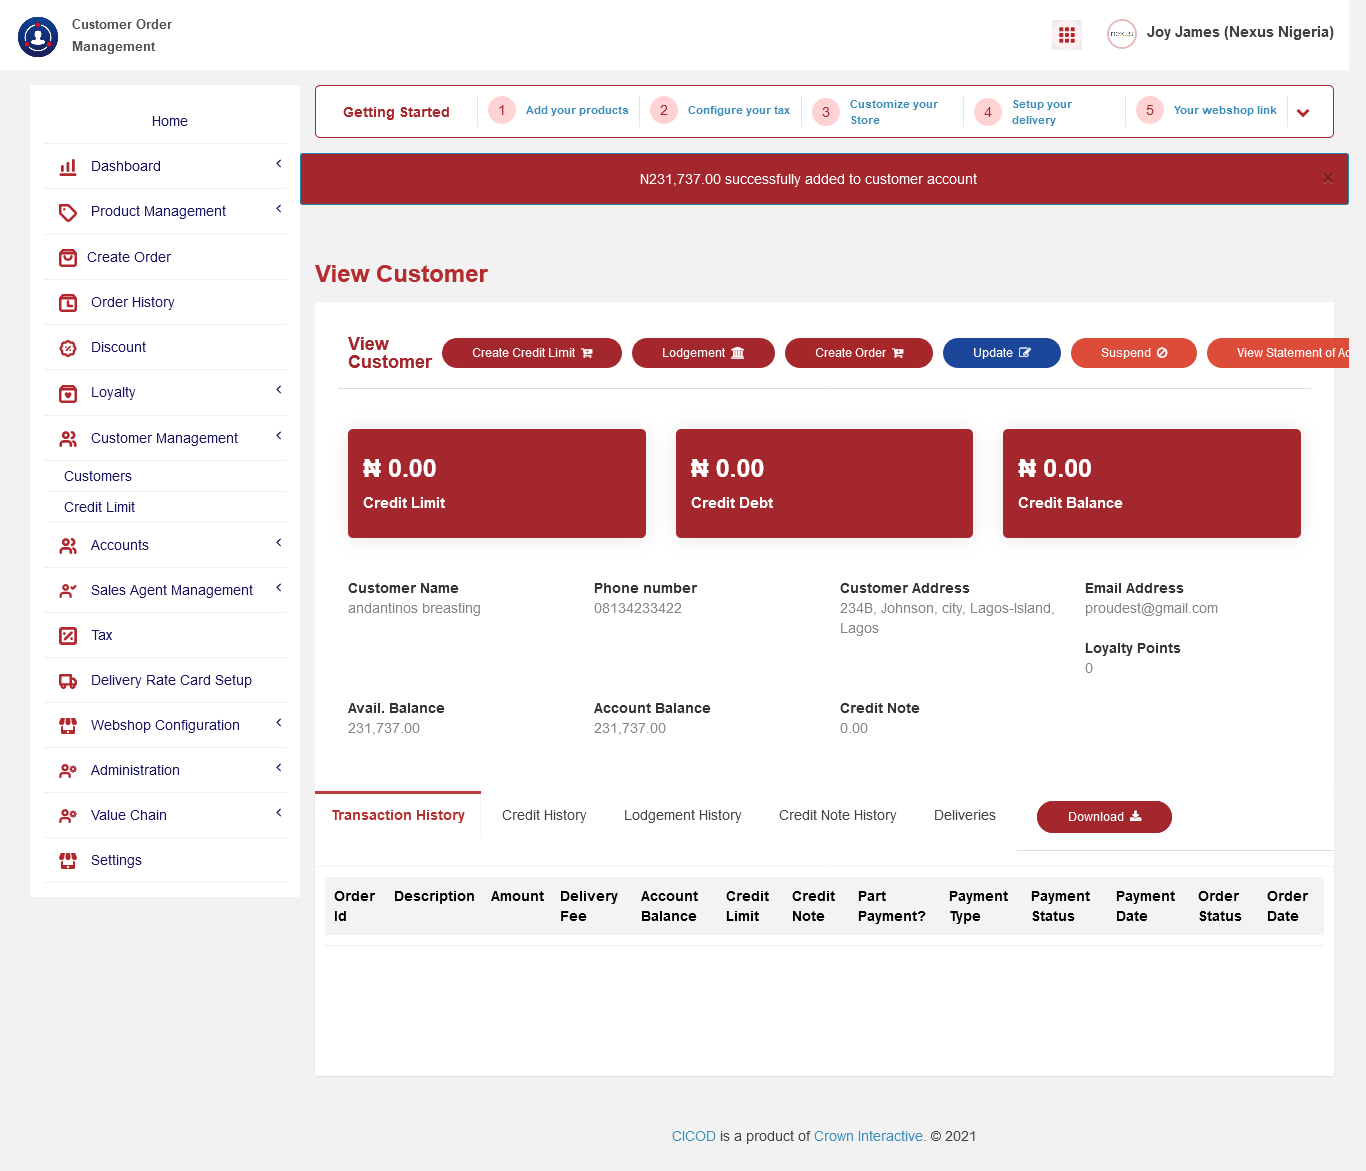 Customer Order
Management
Joy James (Nexus Nigeria)
Home
Dashboard
Product Management
Create Order
Order History
Discount
Loyalty
Customer Management
Customers
Credit Limit
Accounts
Sales Agent Management
Tax
Delivery Rate Card Setup
Webshop Configuration
Administration
Value Chain
Settings
Getting Started
1 Add your products
2 Configure your tax
3 Customize your
Store
4 Setup your
delivery
5 Your webshop link
N231,737.00 successfully added to customer account
×
View Customer
View
Customer
Create Credit Limit
Lodgement
Create Order
Update
Suspend
View Statement of Ac
₦ 0.00
Credit Limit
₦ 0.00
Credit Debt
₦ 0.00
Credit Balance
Customer Name
andantinos breasting
Phone number
08134233422
Customer Address
234B, Johnson, city, Lagos-Island,
Lagos
Email Address
proudest@gmail.com
Loyalty Points
0
Avail. Balance
231,737.00
Account Balance
231,737.00
Credit Note
0.00
Transaction History
Credit History
Lodgement History
Credit Note History
Deliveries
Download
Order
Id
Description
Amount
Delivery
Fee
Account
Balance
Credit
Limit
Credit
Note
Part
Payment?
Payment
Type
Payment
Status
Payment
Date
Order
Status
Order
Date
CICOD is a product of Crown Interactive. © 2021